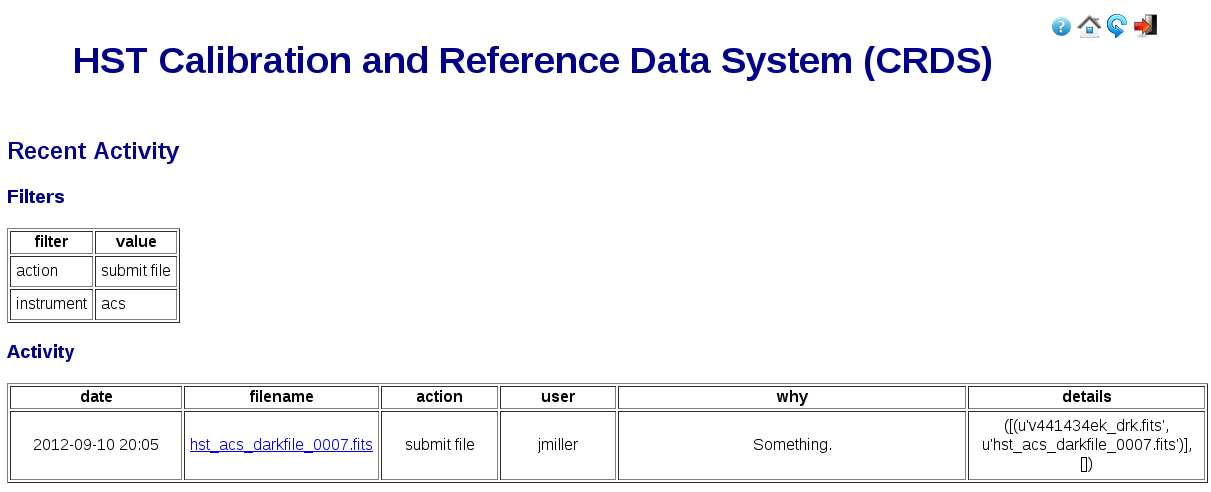 HST Calibration and Reference Data System (CRDS)
Recent Activity
Filters
filter value
action submit file
instrument acs
Activity
date filename action user why details
2012-09-10 20:05 hst_acs_darkfile_0007.fits submit file jmiller Something. ([(u'v441434ek_drk.fits',
u'hst_acs_darkfile_0007.fits')],
[])